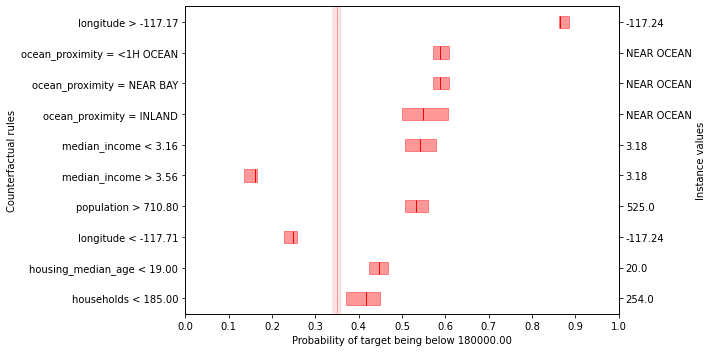 Counterfactual rules
longitude > -117.17
ocean_proximity = <1H OCEAN
ocean_proximity = NEAR BAY
ocean_proximity = INLAND
median_income < 3.16
median_income > 3.56
population > 710.80
longitude < -117.71
housing_median_age < 19.00
households < 185.00
-117.24
NEAR OCEAN
NEAR OCEAN
NEAR OCEAN
3.18
3.18
525.0
-117.24
20.0
254.0
Instance values
0.0 0.1 0.2 0.3 0.4 0.5 0.6 0.7 0.8 0.9 1.0
Probability of target being below 180000.00